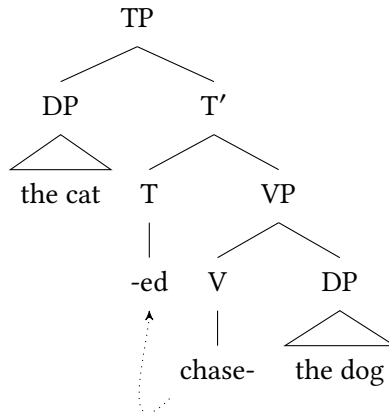 TP
DP T′
the cat T VP
-ed V DP
chase- the dog